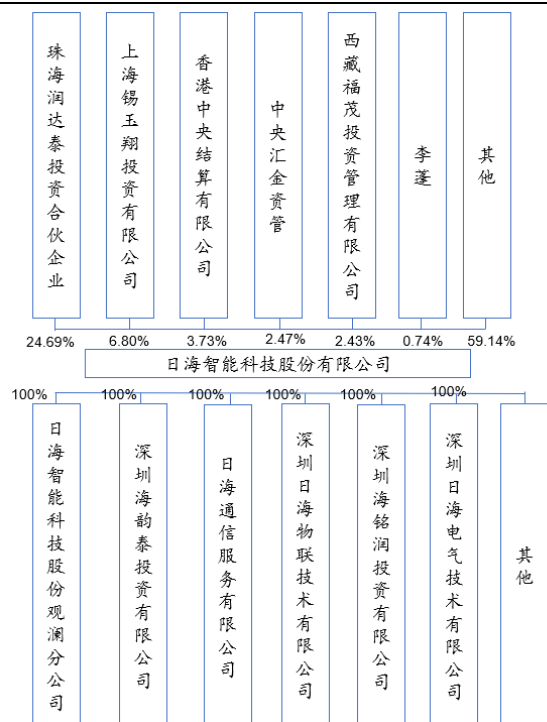 珠海润达泰投资合伙企业
上海锡玉翔投资有限公司
香港中央结算有限公司
中央汇金资管
西藏福茂投资管理有限公司
李蓬
其他
24.69%
6.80%
3.73%
2.47%
2.43%
0.74%
59.14%
日海智能科技股份有限公司
100%
100%
100%
100%
100%
100%
日海智能科技股份观澜分公司
深圳海韵泰投资有限公司
日海通信服务有限公司
深圳日海物联技术有限公司
深圳海铭润投资有限公司
深圳日海电气技术有限公司
其他